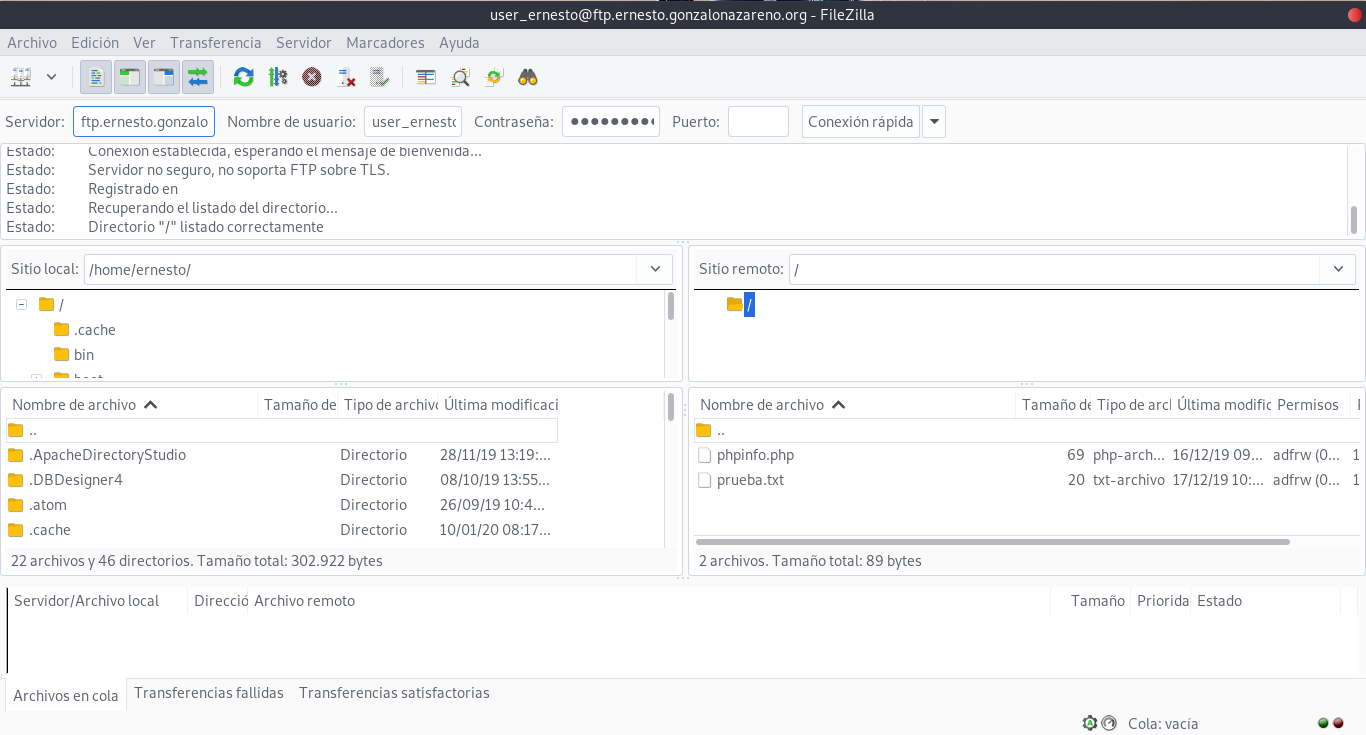 user_ernesto@ftp.ernesto.gonzalonazareno.org - FileZilla
Archivo Edición Ver Transferencia Servidor Marcadores Ayuda
Servidor: ftp.ernesto.gonzalo Nombre de usuario: user_ernesto Contraseña: ●●●●●●●●● Puerto: Conexión rápida
Estado: Conexión establecida, esperando el mensaje de bienvenida...
Estado: Servidor no seguro, no soporta FTP sobre TLS.
Estado: Registrado en
Estado: Recuperando el listado del directorio...
Estado: Directorio "/" listado correctamente
Sitio local: /home/ernesto/
/
.cache
bin
boot
Sitio remoto: /
/
Nombre de archivo Tamaño de Tipo de archivo Última modificaci
..
.ApacheDirectoryStudio Directorio 28/11/19 13:19:...
.DBDesigner4 Directorio 08/10/19 13:55...
.atom Directorio 26/09/19 10:4...
.cache Directorio 10/01/20 08:17...
22 archivos y 46 directorios. Tamaño total: 302.922 bytes
Nombre de archivo Tamaño de Tipo de arcl Última modific Permisos
..
phpinfo.php 69 php-arch... 16/12/19 09... adfrw (0... 1
prueba.txt 20 txt-archivo 17/12/19 10:... adfrw (0... 1
2 archivos. Tamaño total: 89 bytes
Servidor/Archivo local Direcció Archivo remoto Tamaño Priorida Estado
Archivos en cola Transferencias fallidas Transferencias satisfactorias
Cola: vacía